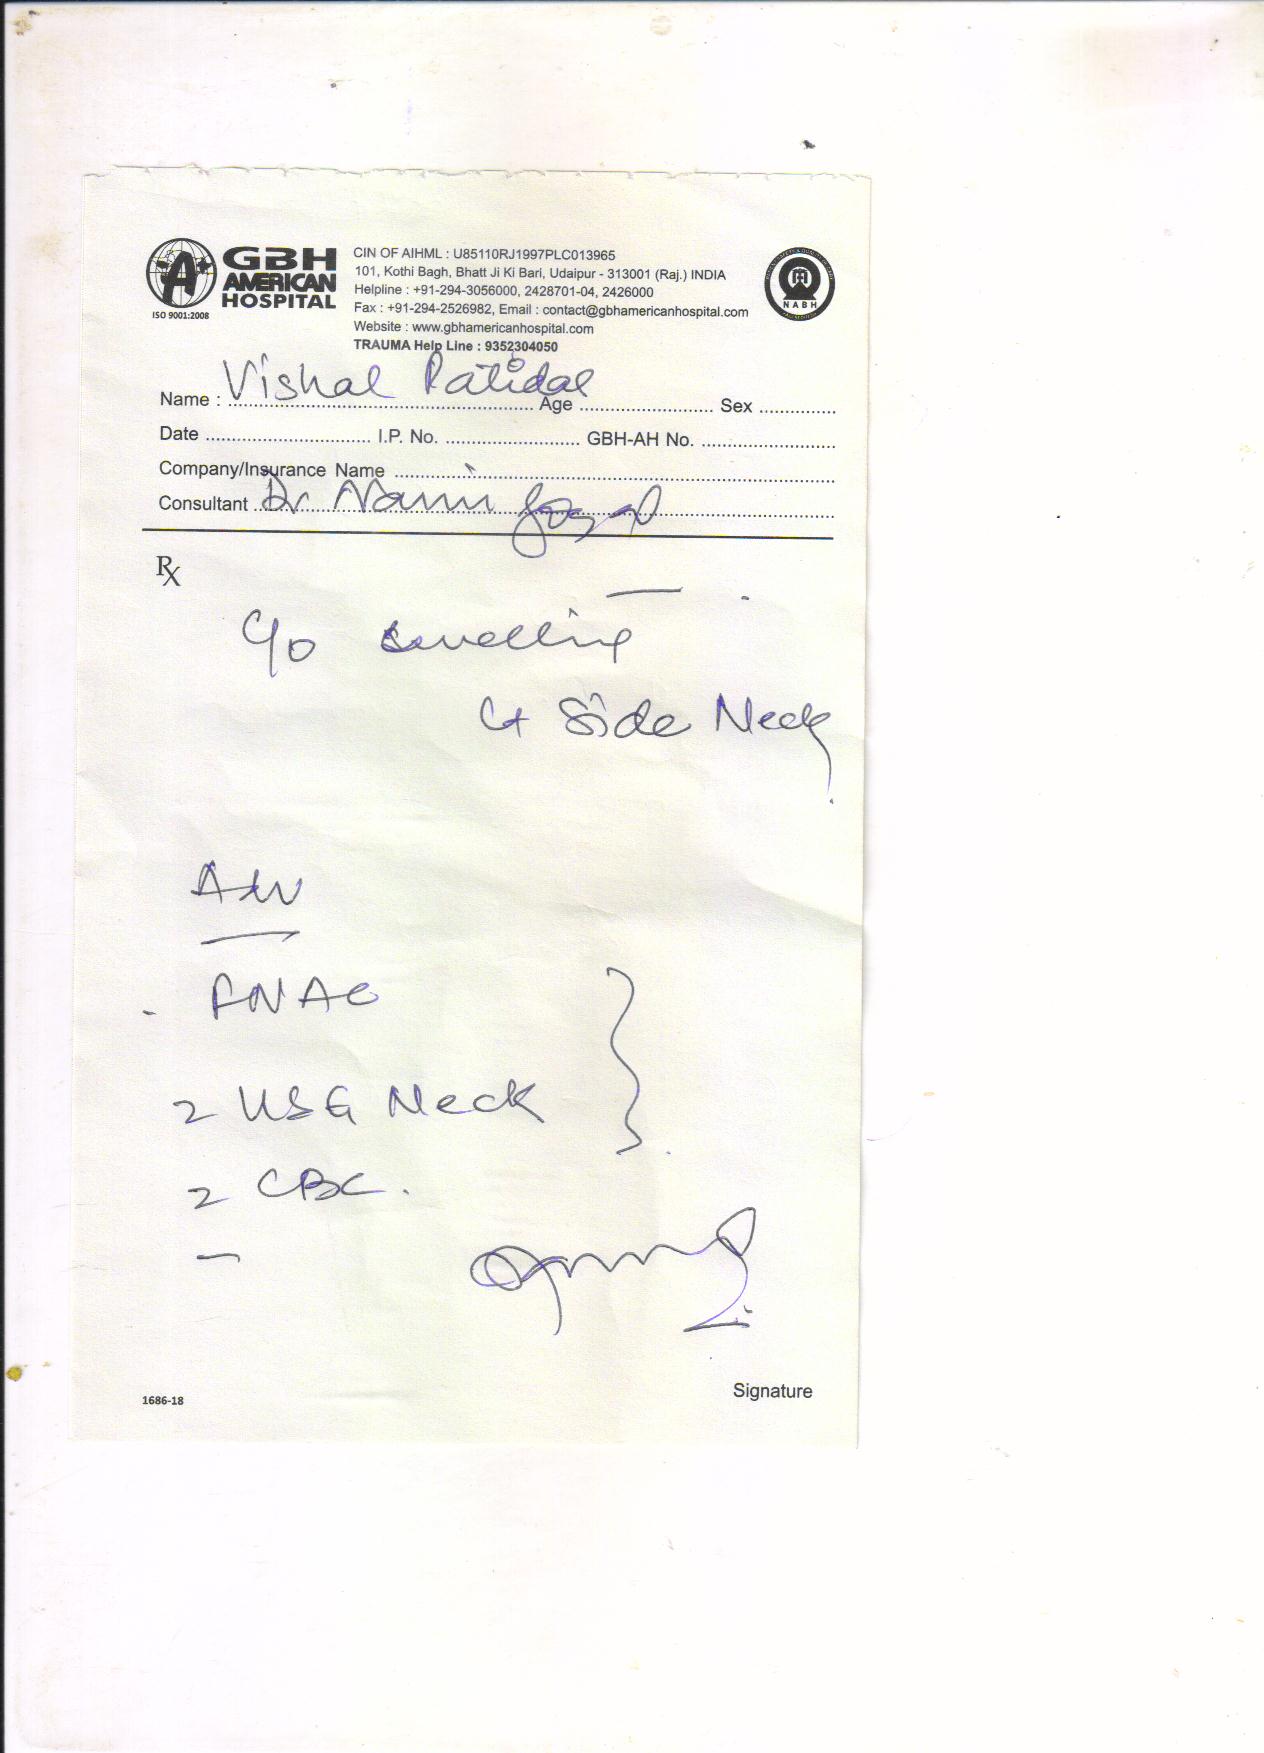 GBH
AMERICAN
HOSPITAL
ISO 9001:2008
CIN OF AIHML : U85110RJ1997PLC013965
101, Kothi Bagh, Bhatt Ji Ki Bari, Udaipur - 313001 (Raj.) INDIA
Helpline : +91-294-3056000, 2428701-04, 2426000
Fax : +91-294-2526982, Email : contact@gbhamericanhospital.com
Website : www.gbhamericanhospital.com
TRAUMA Help Line : 9352304050
NABH
Name : Vishal Patidar Age Sex
Date I.P. No. GBH-AH No.
Company/Insurance Name
Consultant Dr
Rx
C/o swelling
Lt Side Neck
Adv
FNAC
2 USG Neck
2 CBC.
Signature
1686-18